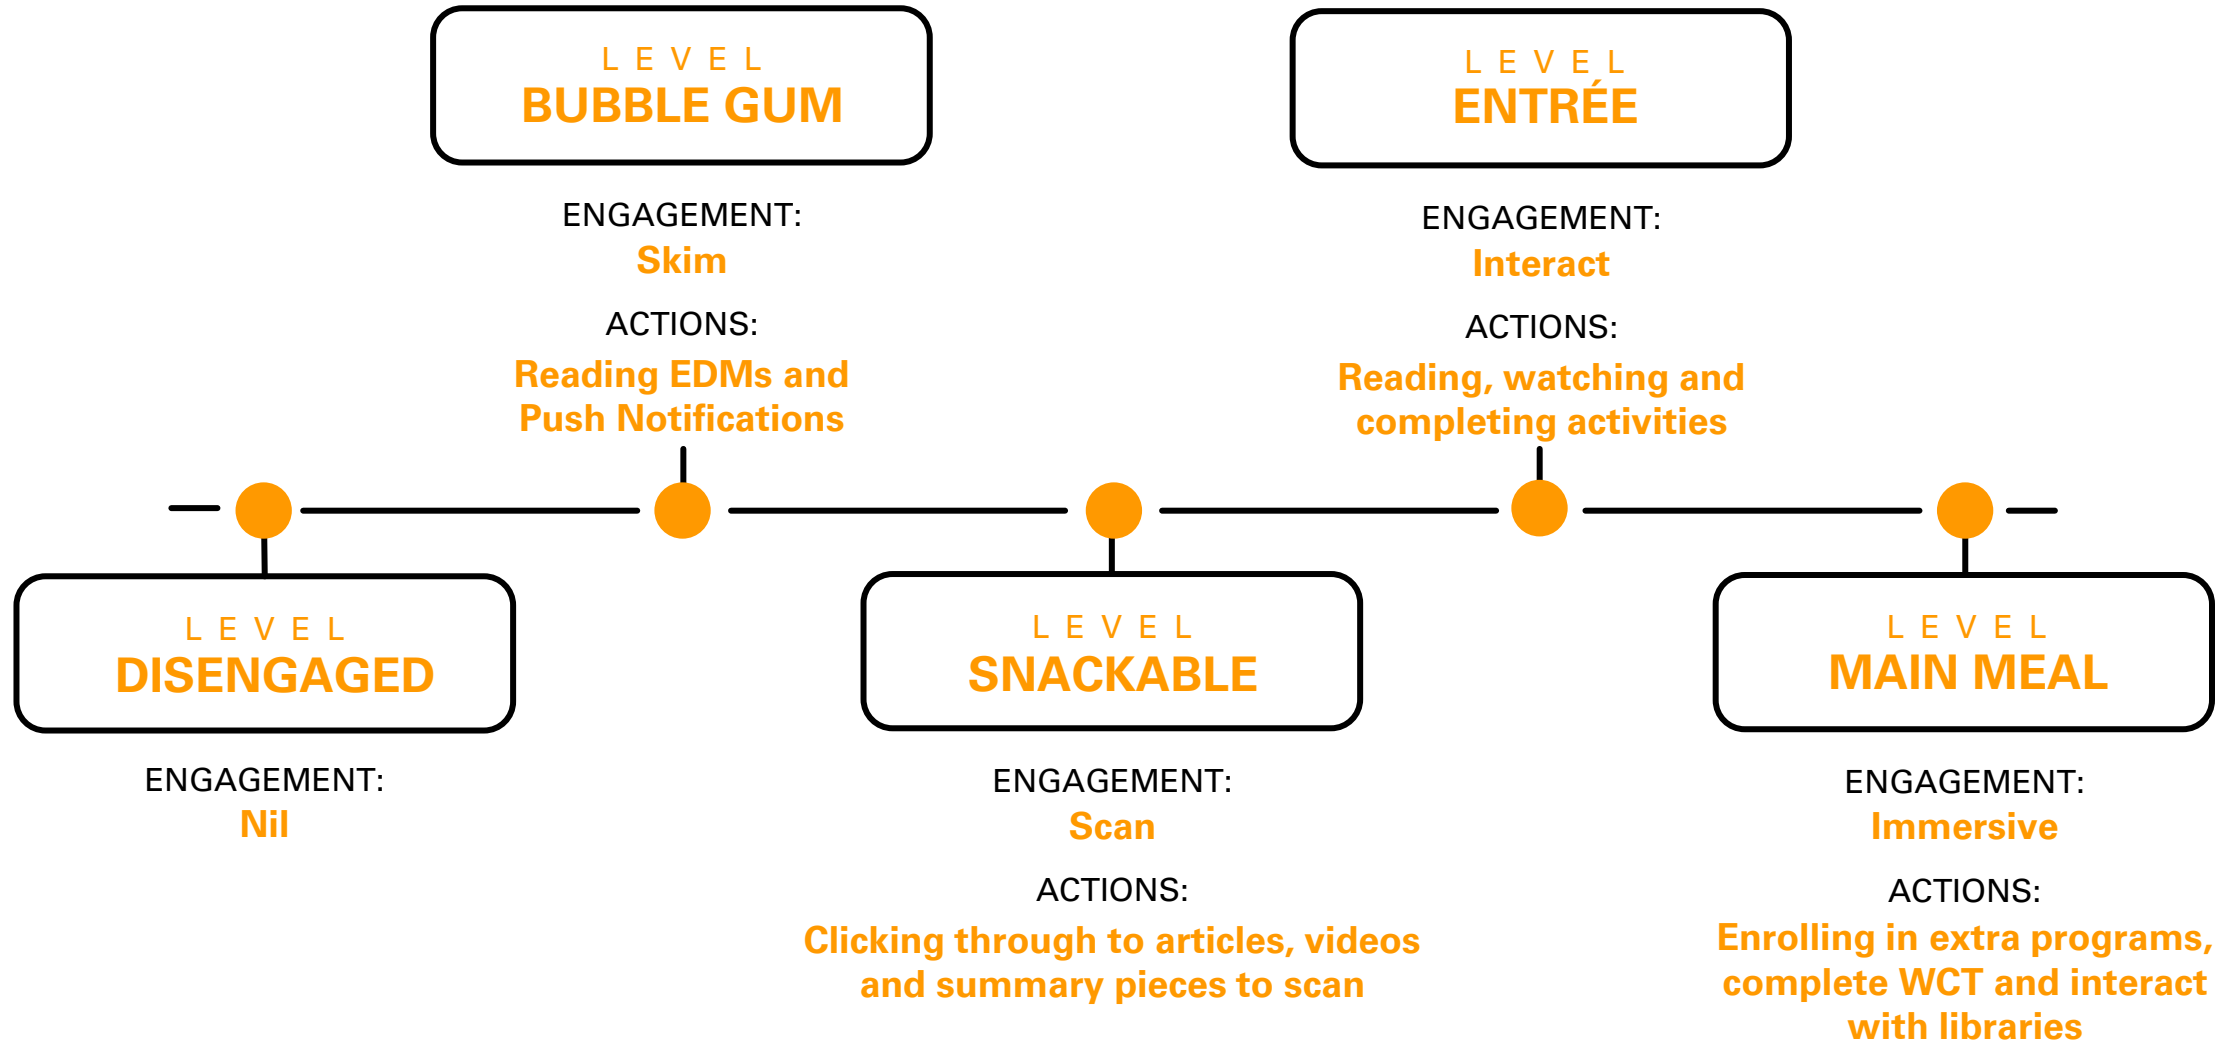 LEVEL
BUBBLE GUM
ENGAGEMENT:
Skim
ACTIONS:
Reading EDMs and
Push Notifications
LEVEL
ENTRÉE
ENGAGEMENT:
Interact
ACTIONS:
Reading, watching and
completing activities
LEVEL
DISENGAGED
ENGAGEMENT:
Nil
LEVEL
SNACKABLE
ENGAGEMENT:
Scan
ACTIONS:
Clicking through to articles, videos
and summary pieces to scan
LEVEL
MAIN MEAL
ENGAGEMENT:
Immersive
ACTIONS:
Enrolling in extra programs,
complete WCT and interact
with libraries